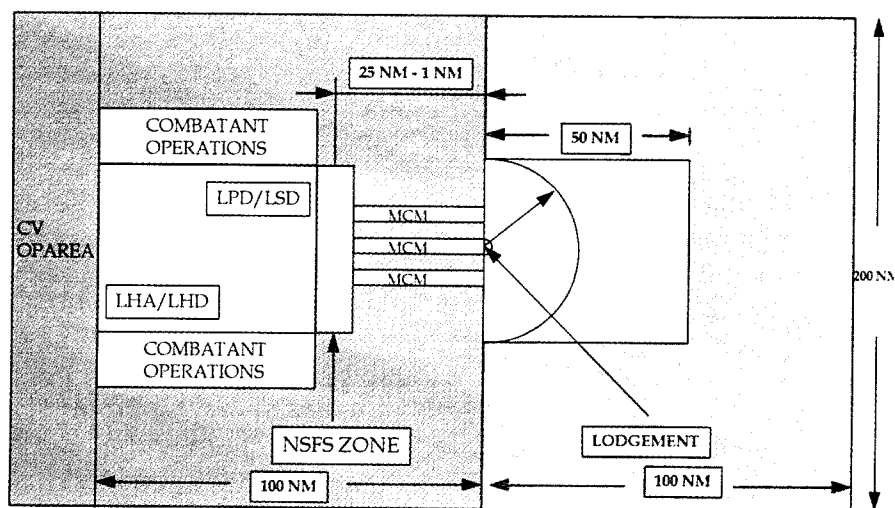 25 NM - 1 NM
COMBATANT
OPERATIONS
50 NM
LPD/LSD
MCM
CV
OPAREA
MCM
200 NM
MCM
LHA/LHD
COMBATANT
OPERATIONS
NSFS ZONE
LODGEMENT
100 NM
100 NM